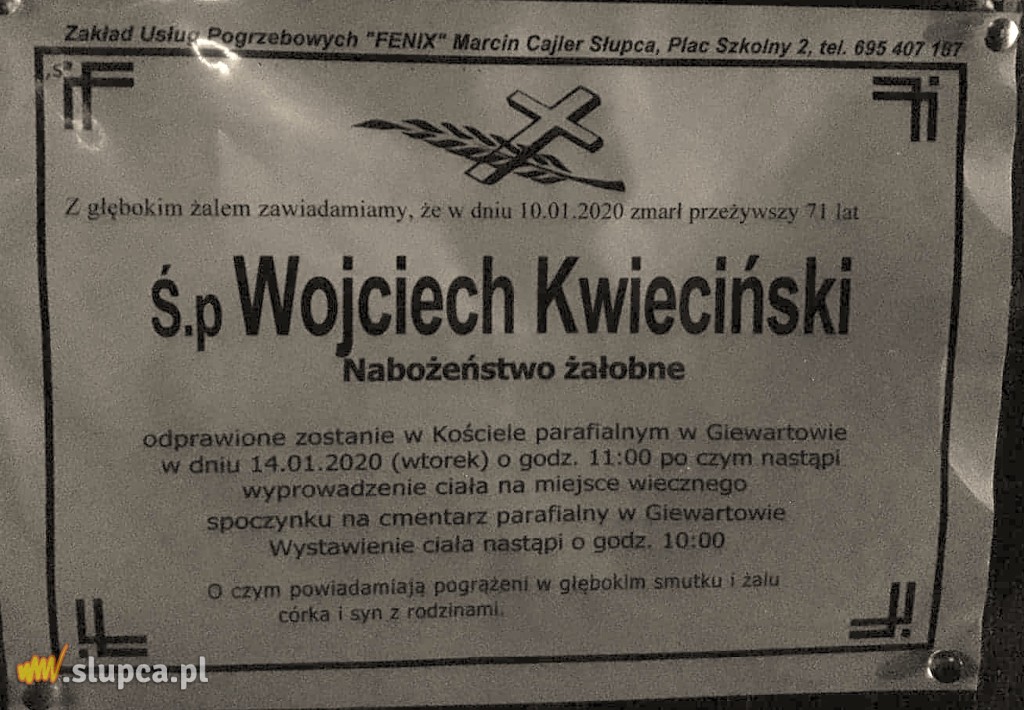 Zakład Usług Pogrzebowych "FENIX" Marcin Cajler Słupca, Plac Szkolny 2, tel. 695 407 187
„S"
Z głębokim żalem zawiadamiamy, że w dniu 10.01.2020 zmarł przeżywszy 71 lat
Ś.p Wojciech Kwieciński
Nabożeństwo żałobne
odprawione zostanie w Kościele parafialnym w Giewartowie
w dniu 14.01.2020 (wtorek) o godz. 11:00 po czym nastąpi
wyprowadzenie ciała na miejsce wiecznego
spoczynku na cmentarz parafialny w Giewartowie
Wystawienie ciała nastąpi o godz. 10:00
O czym powiadamiają pogrążeni w głębokim smutku i żalu
córka i syn z rodzinami.
www.slupca.pl